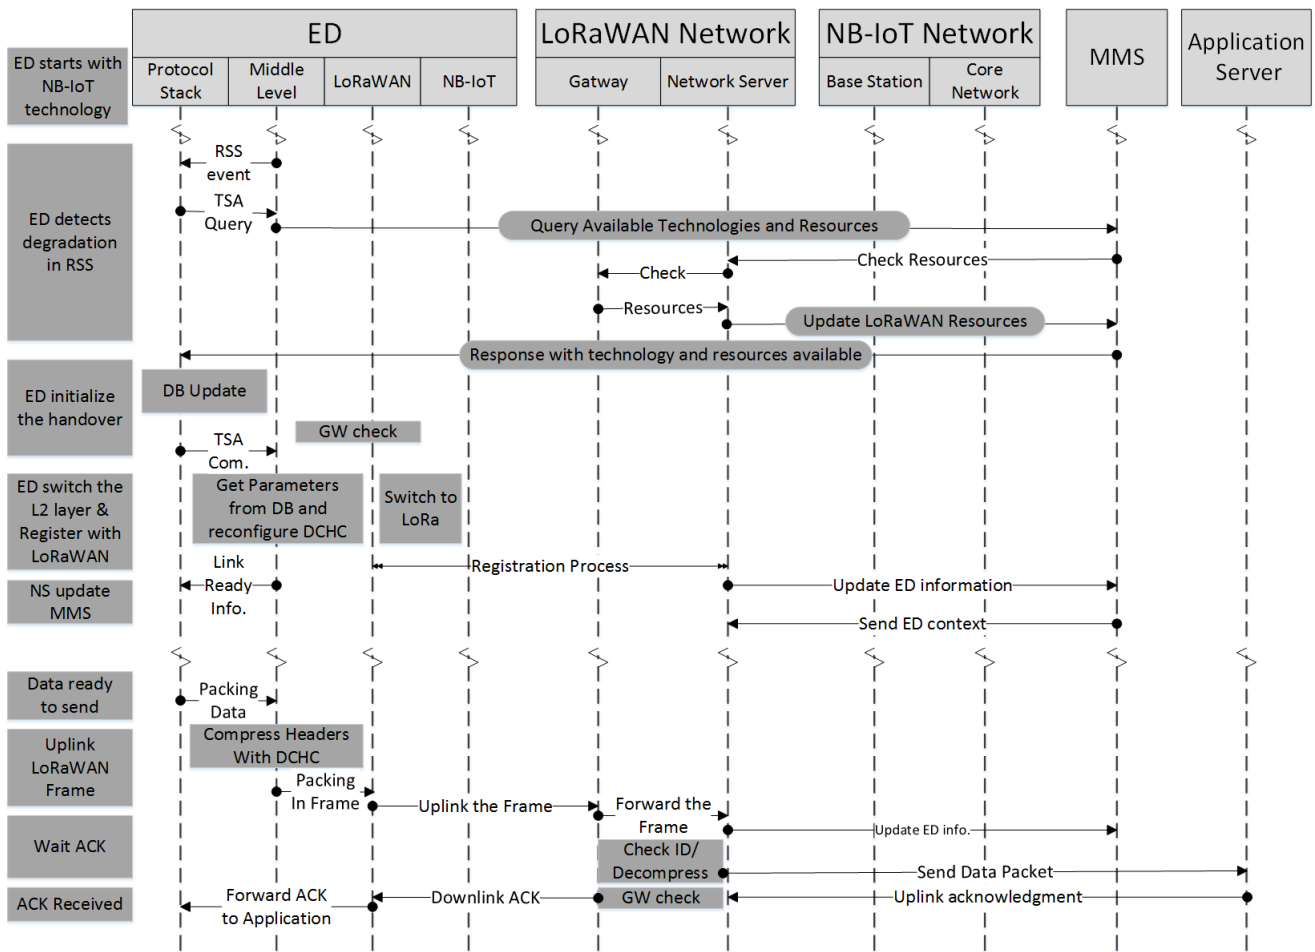 ED
LoRaWAN Network
NB-IoT Network
MMS
Application
Server
Protocol
Stack
Middle
Level
LoRaWAN
NB-IoT
Gatway
Network Server
Base Station
Core
Network
ED starts with
NB-IoT
technology
RSS
event
ED detects
degradation
in RSS
TSA
Query
Query Available Technologies and Resources
Check Resources
Check
Resources
Update LoRaWAN Resources
Response with technology and resources available
ED initialize
the handover
DB Update
GW check
TSA
Com.
ED switch the
L2 layer &
Register with
LoRaWAN
Get Parameters
from DB and
reconfigure DCHC
Switch to
LoRa
Link
Ready
Info.
Registration Process
NS update
MMS
Update ED information
Send ED context
Data ready
to send
Packing
Data
Uplink
LoRaWAN
Frame
Compress Headers
With DCHC
Packing
In Frame
Uplink the Frame
Forward the
Frame
Update ED info.
Wait ACK
Check ID/
Decompress
Send Data Packet
ACK Received
Forward ACK
to Application
Downlink ACK
GW check
Uplink acknowledgment